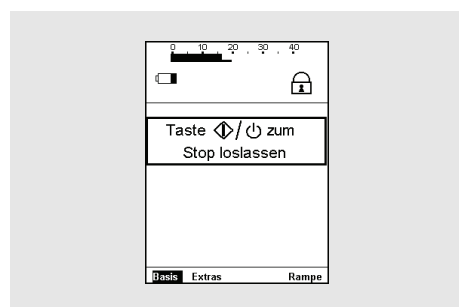 0 10 20 30 40
Taste / zum
Stop loslassen
Basis Extras Rampe